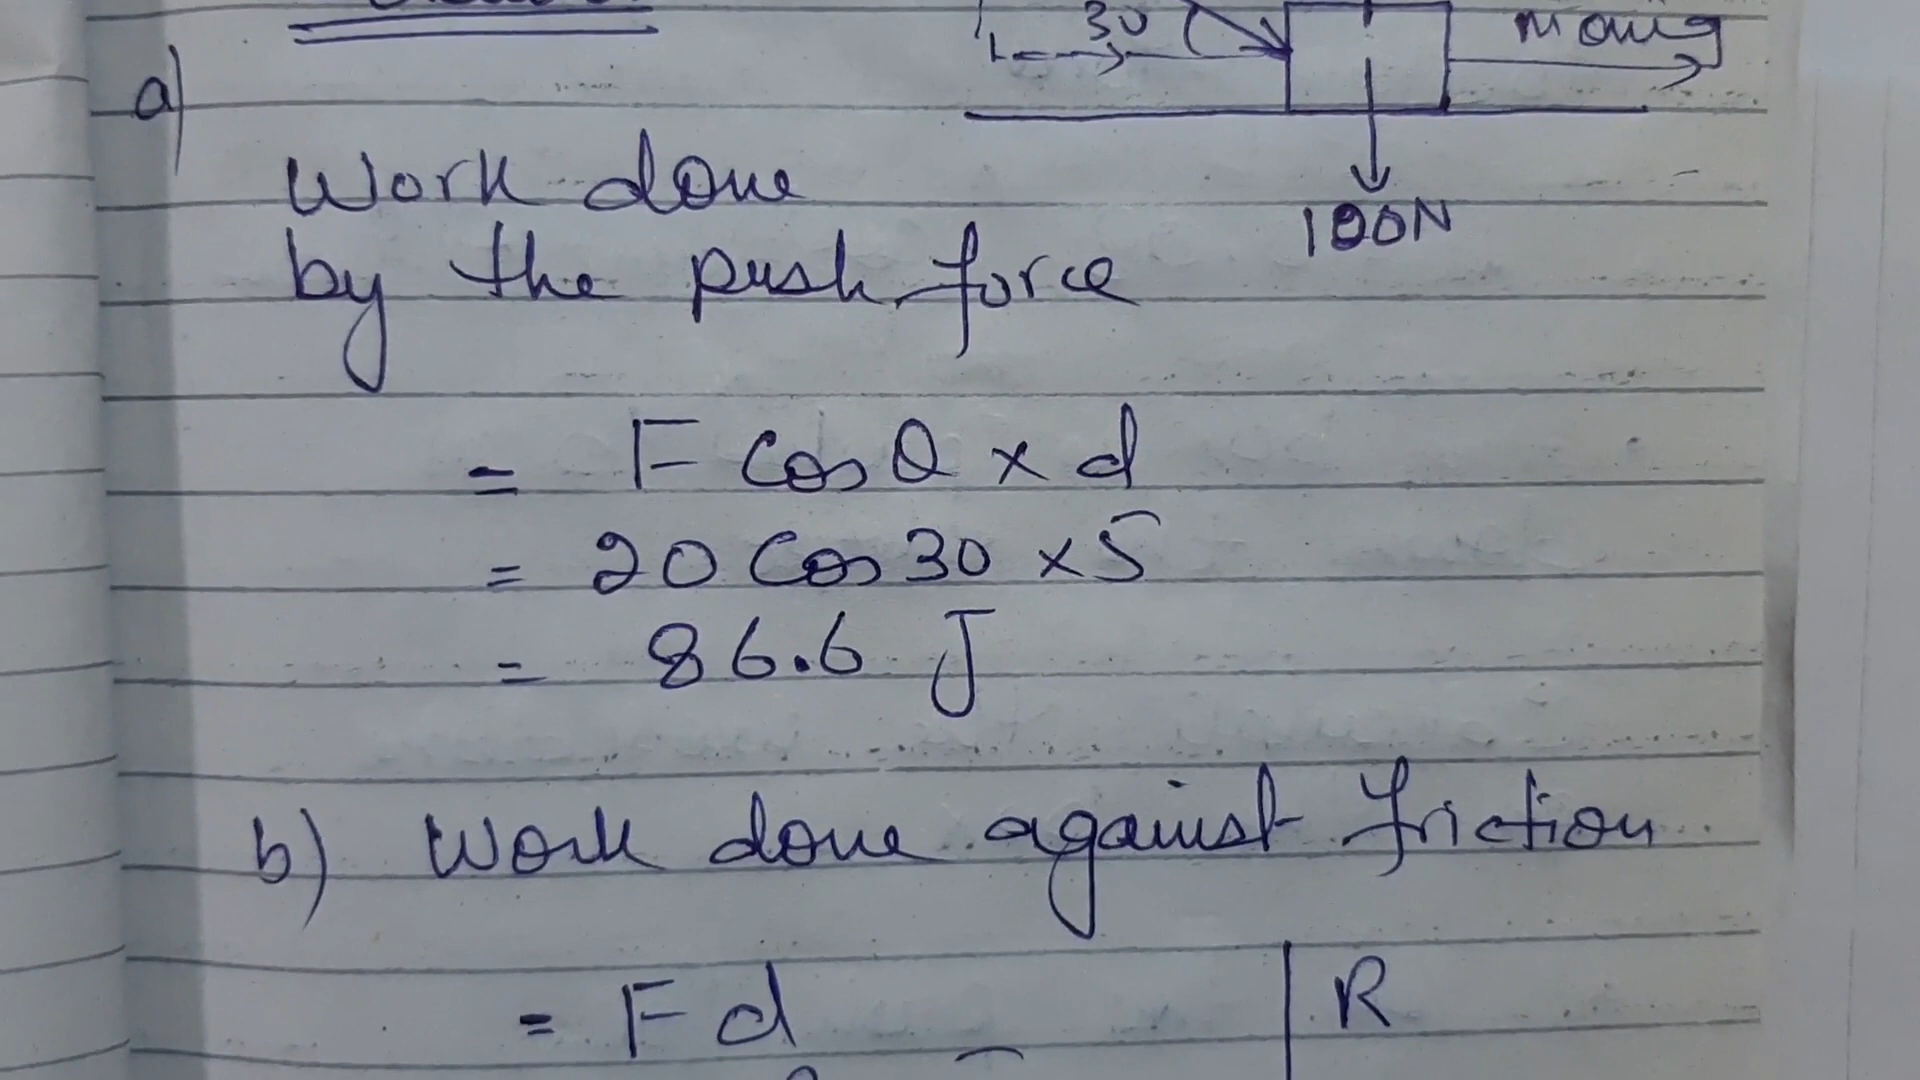 30
moving
a)
100N
Work done
by the push force
= F Cos θ × d
= 20 Cos 30 × 5
= 86.6 J
b) Work done against friction
= F d
R